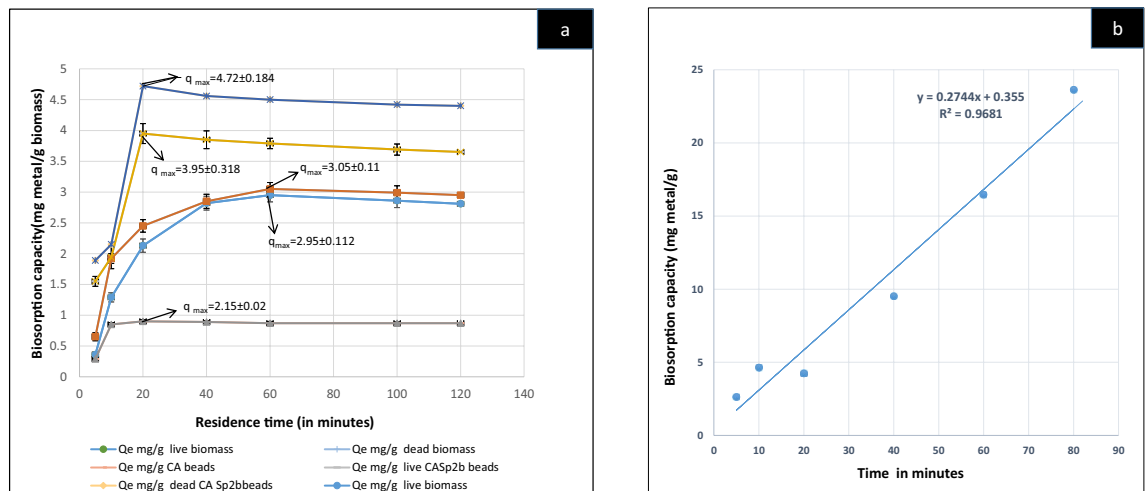 a
Biosorption capacity(mg metal/g biomass)
5
4.5
4
3.5
3
2.5
2
1.5
1
0.5
0
q max=4.72±0.184
q max=3.95±0.318
q max=3.05±0.11
qmax=2.95±0.112
q max=2.15±0.02
0 20 40 60 80 100 120 140
Residence time (in minutes)
Qe mg/g live biomass
Qe mg/g dead biomass
Qe mg/g CA beads
Qe mg/g live CASp2b beads
Qe mg/g dead CA Sp2bbeads
Qe mg/g live biomass
b
Biosorption capacity (mg metal/g)
25
20
15
10
5
0
y = 0.2744x + 0.355
R² = 0.9681
0 10 20 30 40 50 60 70 80 90
Time in minutes